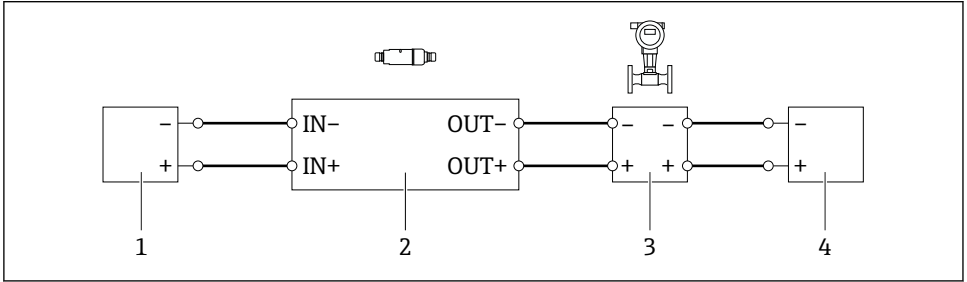 − IN− OUT− − − −
+ IN+ OUT+ + + +
1 2 3 4